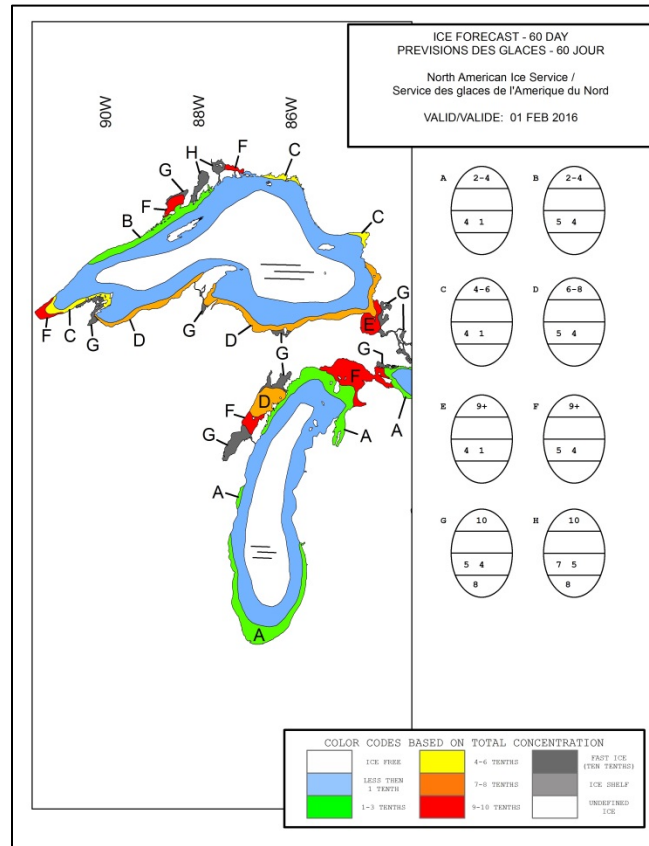 ICE FORECAST - 60 DAY
PREVISIONS DES GLACES - 60 JOUR
North American Ice Service /
Service des glaces de l'Amerique du Nord
VALID/VALIDE: 01 FEB 2016
90W
88W
86W
H
F
C
G
F
B
C
G
F
C
G
D
G
D
E
G
G
F
D
F
G
A
A
A
A
A 2-4
4 1
B 2-4
5 4
C 4-6
4 1
D 6-8
5 4
E 9+
4 1
F 9+
5 4
G 10
5 4
8
H 10
7 5
8
COLOR CODES BASED ON TOTAL CONCENTRATION
ICE FREE
LESS THEN
1 TENTH
1-3 TENTHS
4-6 TENTHS
7-8 TENTHS
9-10 TENTHS
FAST ICE
(TEN TENTHS)
ICE SHELF
UNDEFINED
ICE